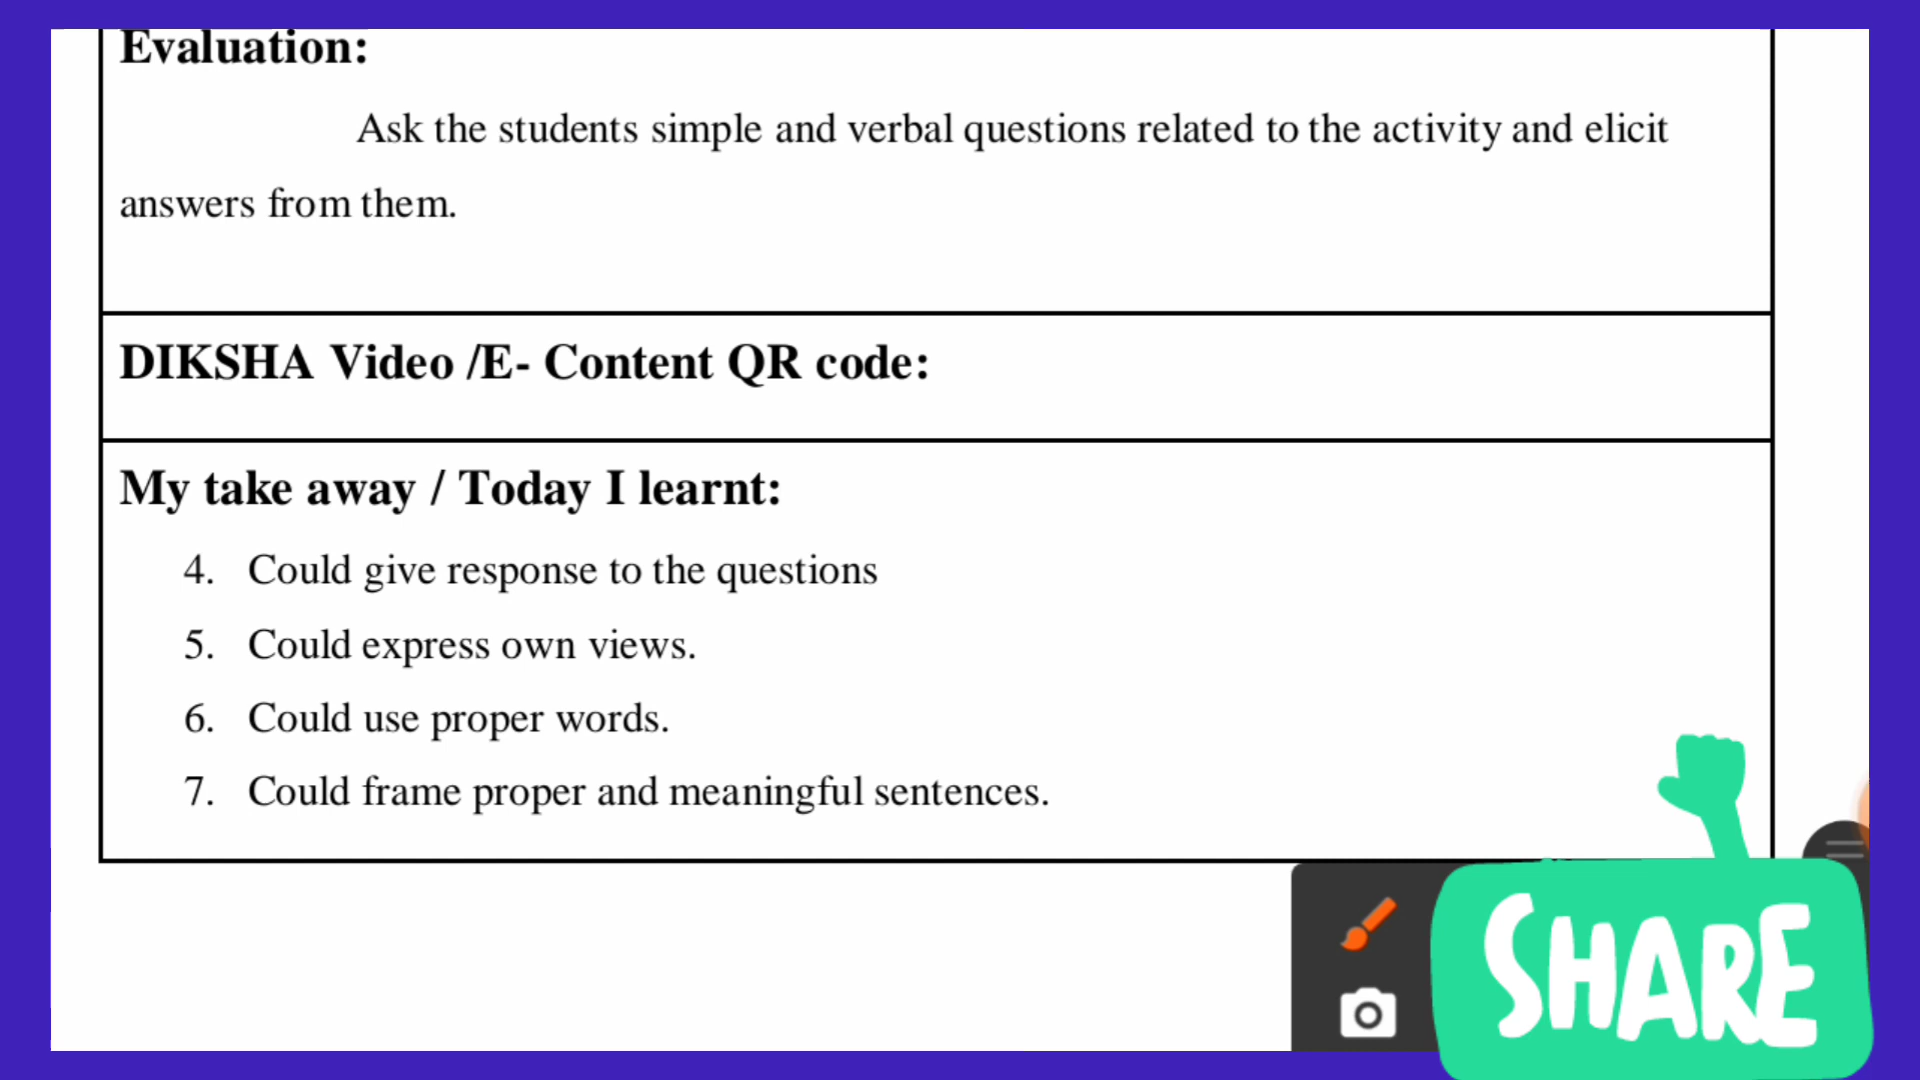 Evaluation:
Ask the students simple and verbal questions related to the activity and elicit
answers from them.
DIKSHA Video /E- Content QR code:
My take away / Today I learnt:
4. Could give response to the questions
5. Could express own views.
6. Could use proper words.
7. Could frame proper and meaningful sentences.
SHARE